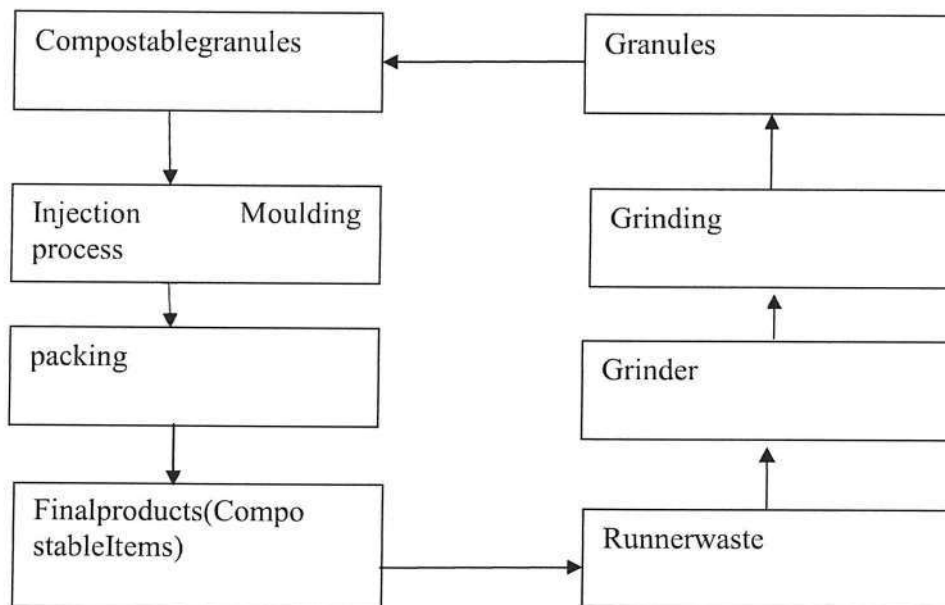 Compostablegranules
Granules
Injection Moulding
process
Grinding
packing
Grinder
Finalproducts(Compo
stableItems)
Runnerwaste